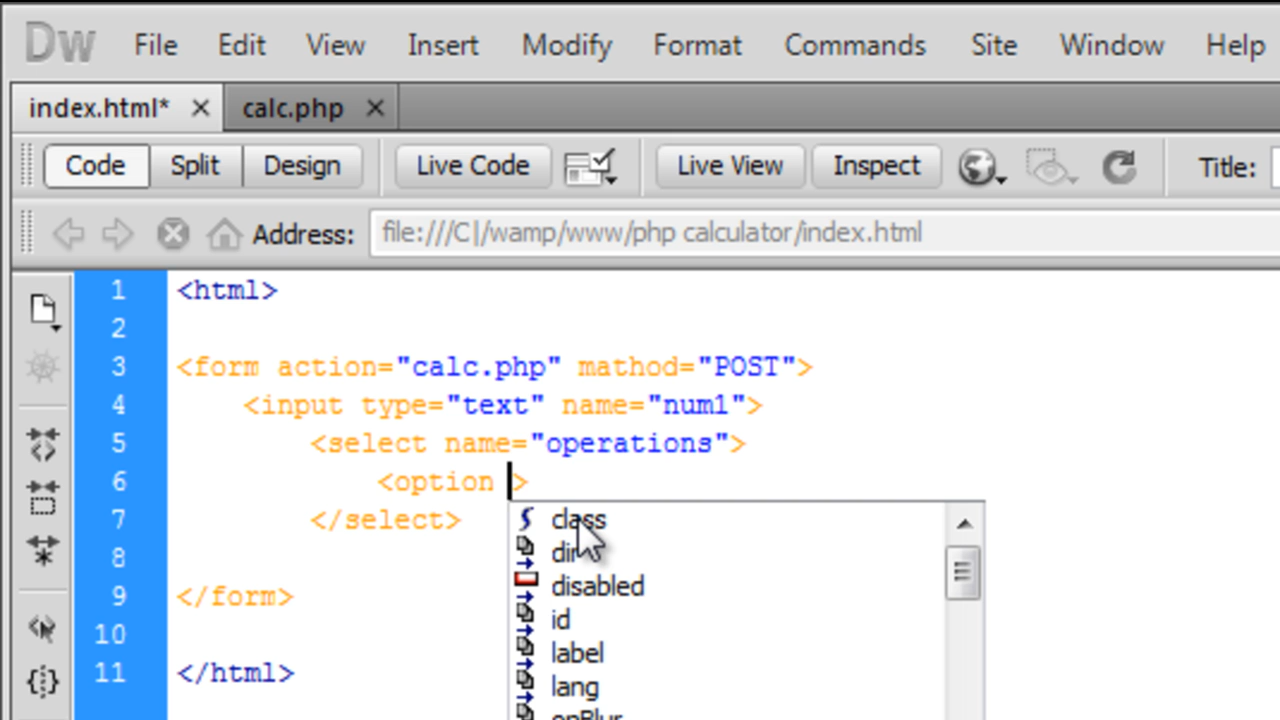 Dw File Edit View Insert Modify Format Commands Site Window Help
index.html* × calc.php ×
Code Split Design Live Code Live View Inspect Title:
Address: file:///C|/wamp/www/php calculator/index.html
1 <html>
2
3 <form action="calc.php" mathod="POST">
4 <input type="text" name="num1">
5 <select name="operations">
6 <option >
class
7 </select>
dir
8
disabled
9 </form>
id
10
label
11 </html>
lang
onBlur